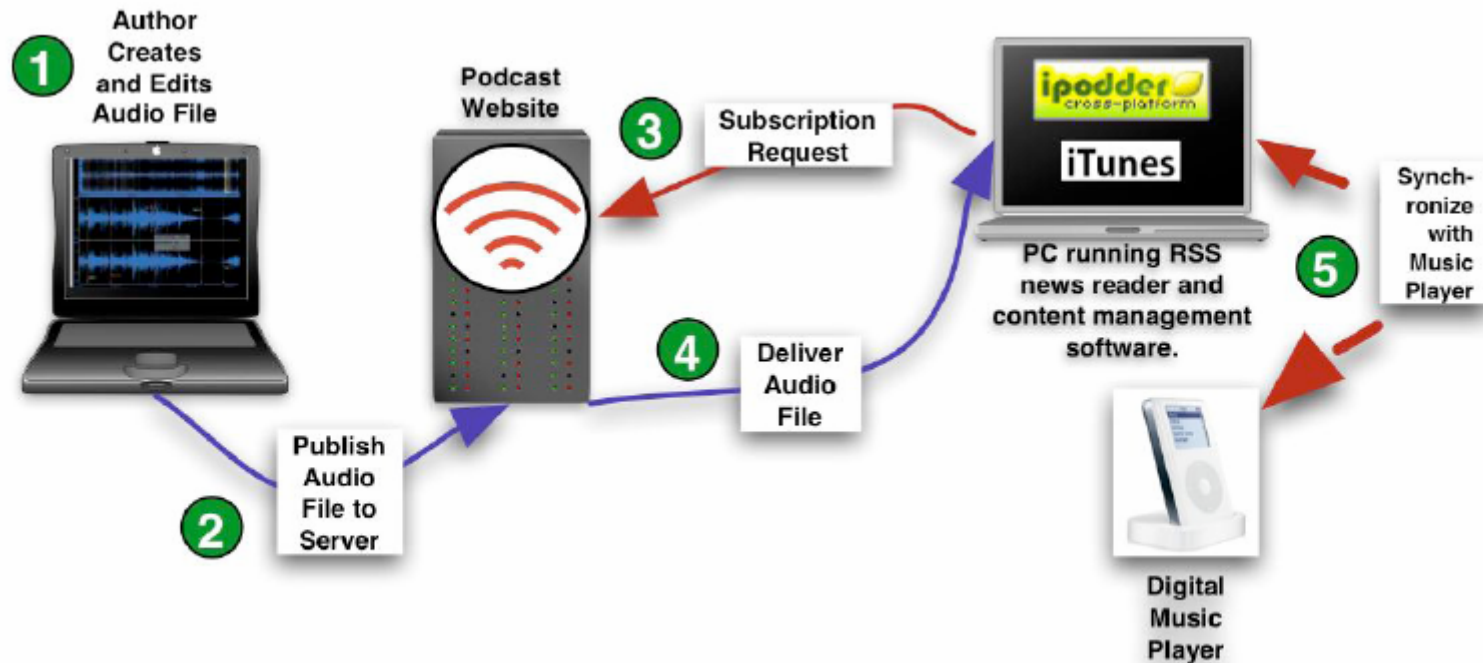 1
Author
Creates
and Edits
Audio File
2
Publish
Audio
File to
Server
Podcast
Website
3
Subscription
Request
4
Deliver
Audio
File
ipodder
cross-platform
iTunes
PC running RSS
news reader and
content management
software.
5
Synch-
ronize
with
Music
Player
Digital
Music
Player